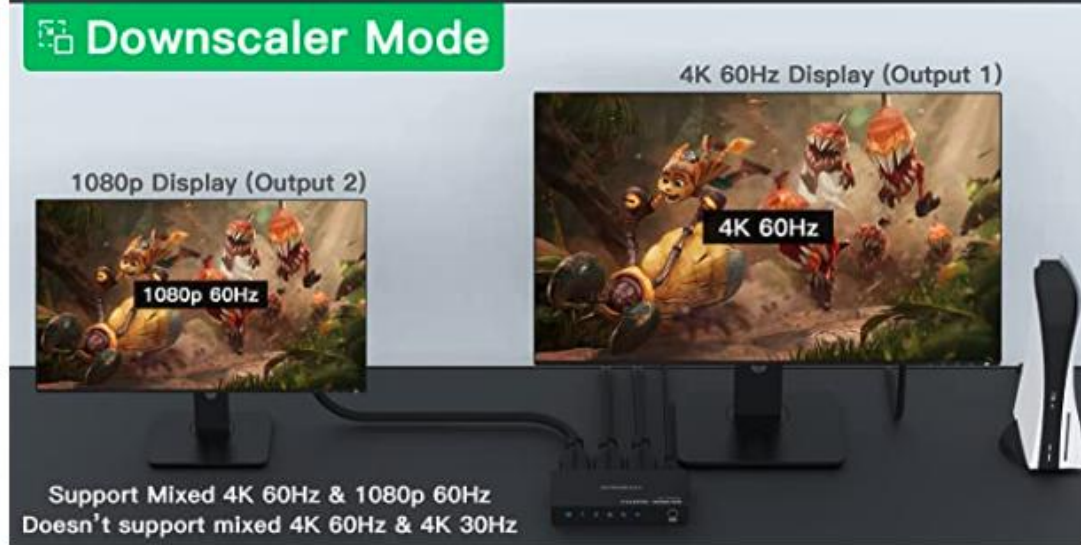 Downscaler Mode
4K 60Hz Display (Output 1)
1080p Display (Output 2)
4K 60Hz
1080p 60Hz
Support Mixed 4K 60Hz & 1080p 60Hz
Doesn't support mixed 4K 60Hz & 4K 30Hz